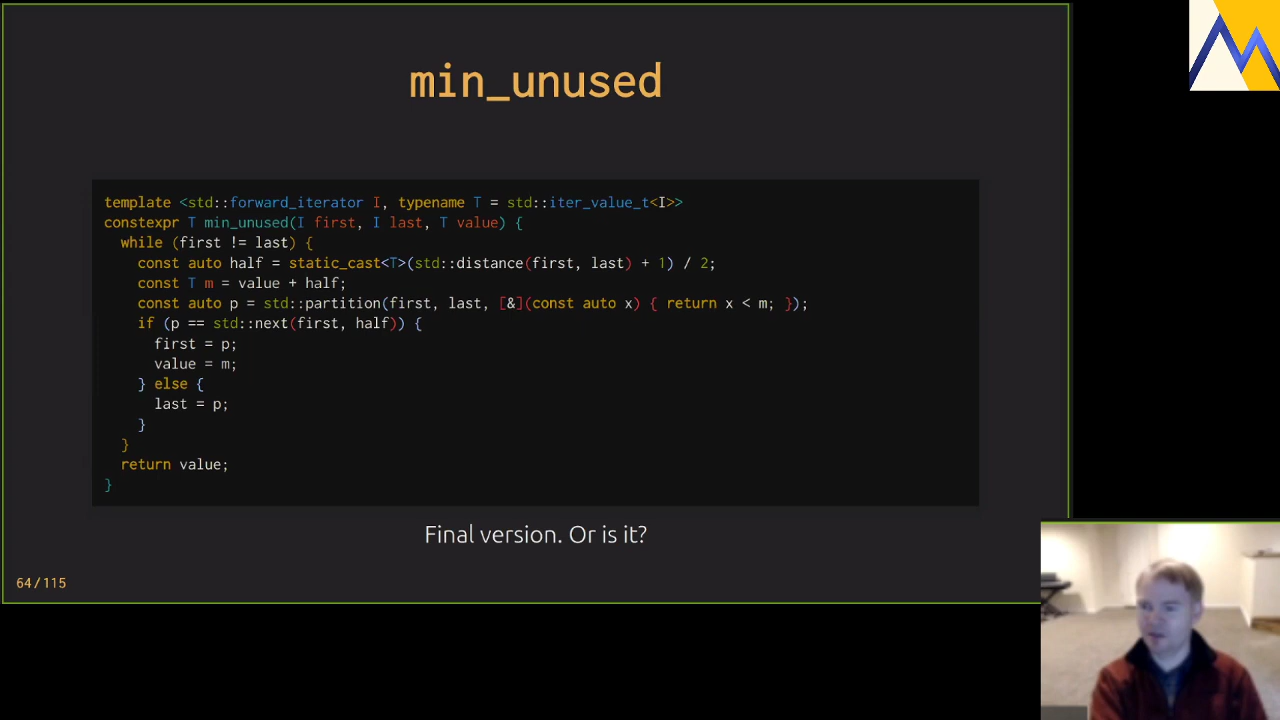 min_unused
template <std::forward_iterator I, typename T = std::iter_value_t<I>>
constexpr T min_unused(I first, I last, T value) {
  while (first != last) {
    const auto half = static_cast<T>(std::distance(first, last) + 1) / 2;
    const T m = value + half;
    const auto p = std::partition(first, last, [&](const auto x) { return x < m; });
    if (p == std::next(first, half)) {
      first = p;
      value = m;
    } else {
      last = p;
    }
  }
  return value;
}
Final version. Or is it?
64/115